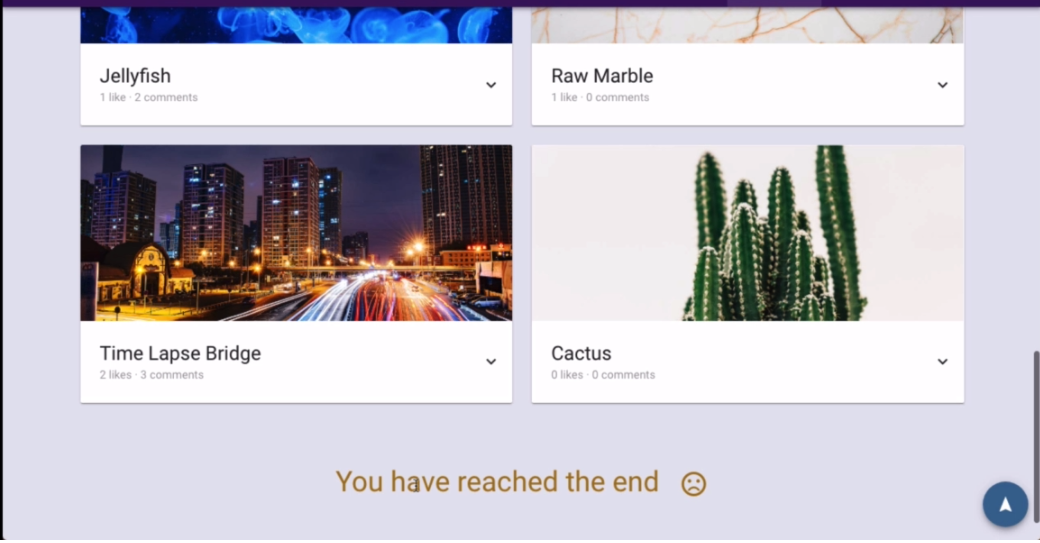 Jellyfish
1 like · 2 comments
Raw Marble
1 like · 0 comments
Time Lapse Bridge
2 likes · 3 comments
Cactus
0 likes · 0 comments
You have reached the end